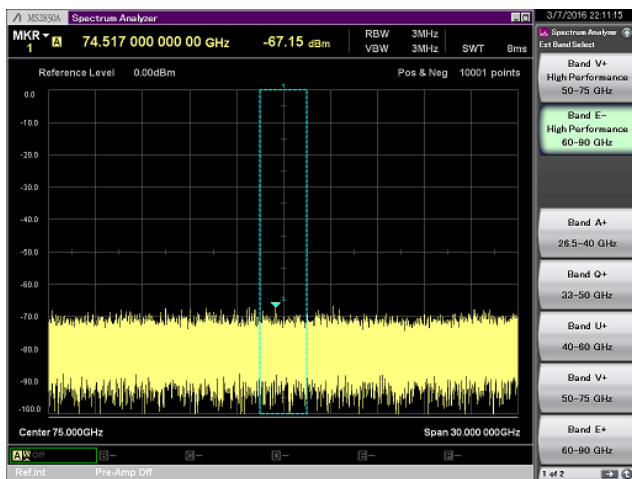 MS2830A Spectrum Analyzer
3/7/2016 22:11:15
MKR 1 A 74.517 000 000 00 GHz -67.15 dBm
RBW 3MHz
VBW 3MHz SWT 8ms
Reference Level 0.00dBm Pos & Neg 10001 points
0.0
-10.0
-20.0
-30.0
-40.0
-50.0
-60.0
-70.0
-80.0
-90.0
-100.0
1
Center 75.000GHz Span 30.000 000GHz
A W Off B- C- D- E- F-
Ref.Int Pre-Amp Off
Spectrum Analyzer
Ext Band Select
Band V+
High Performance
50-75 GHz
Band E-
High Performance
60-90 GHz
Band A+
26.5-40 GHz
Band Q+
33-50 GHz
Band U+
40-60 GHz
Band V+
50-75 GHz
Band E+
60-90 GHz
1 of 2